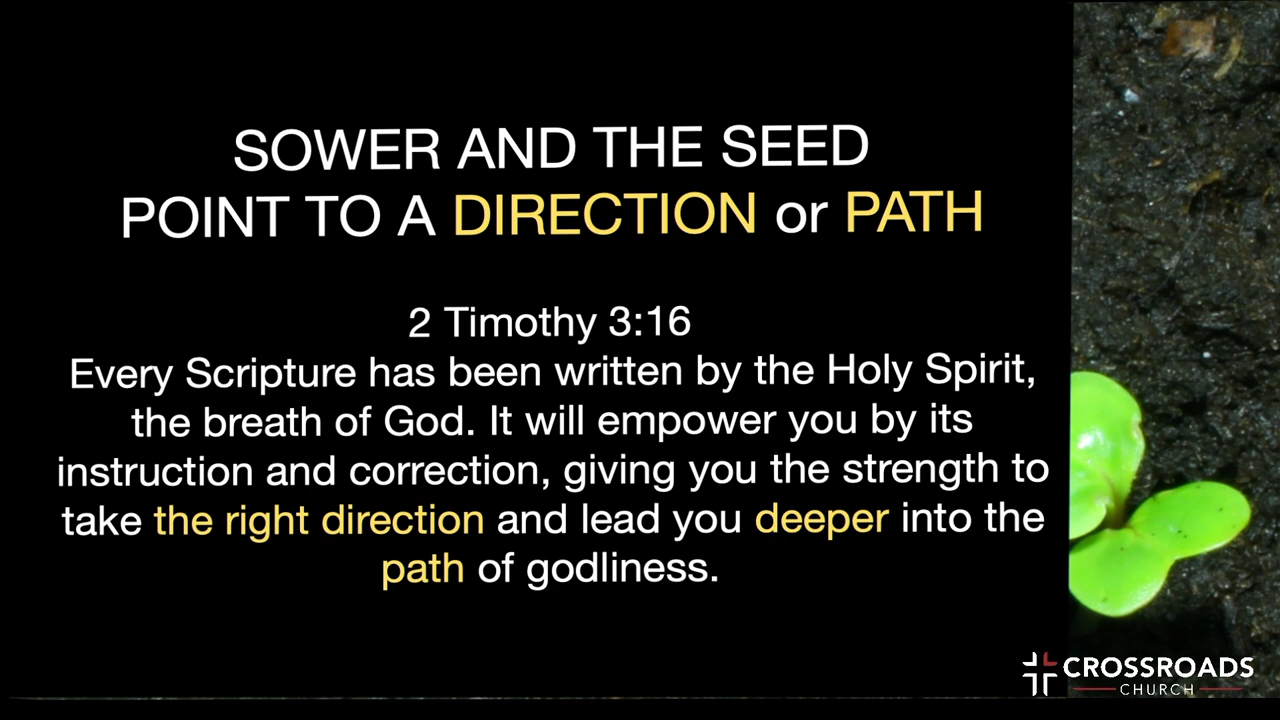 SOWER AND THE SEED
POINT TO A DIRECTION or PATH
2 Timothy 3:16
Every Scripture has been written by the Holy Spirit,
the breath of God. It will empower you by its
instruction and correction, giving you the strength to
take the right direction and lead you deeper into the
path of godliness.
CROSSROADS
CHURCH